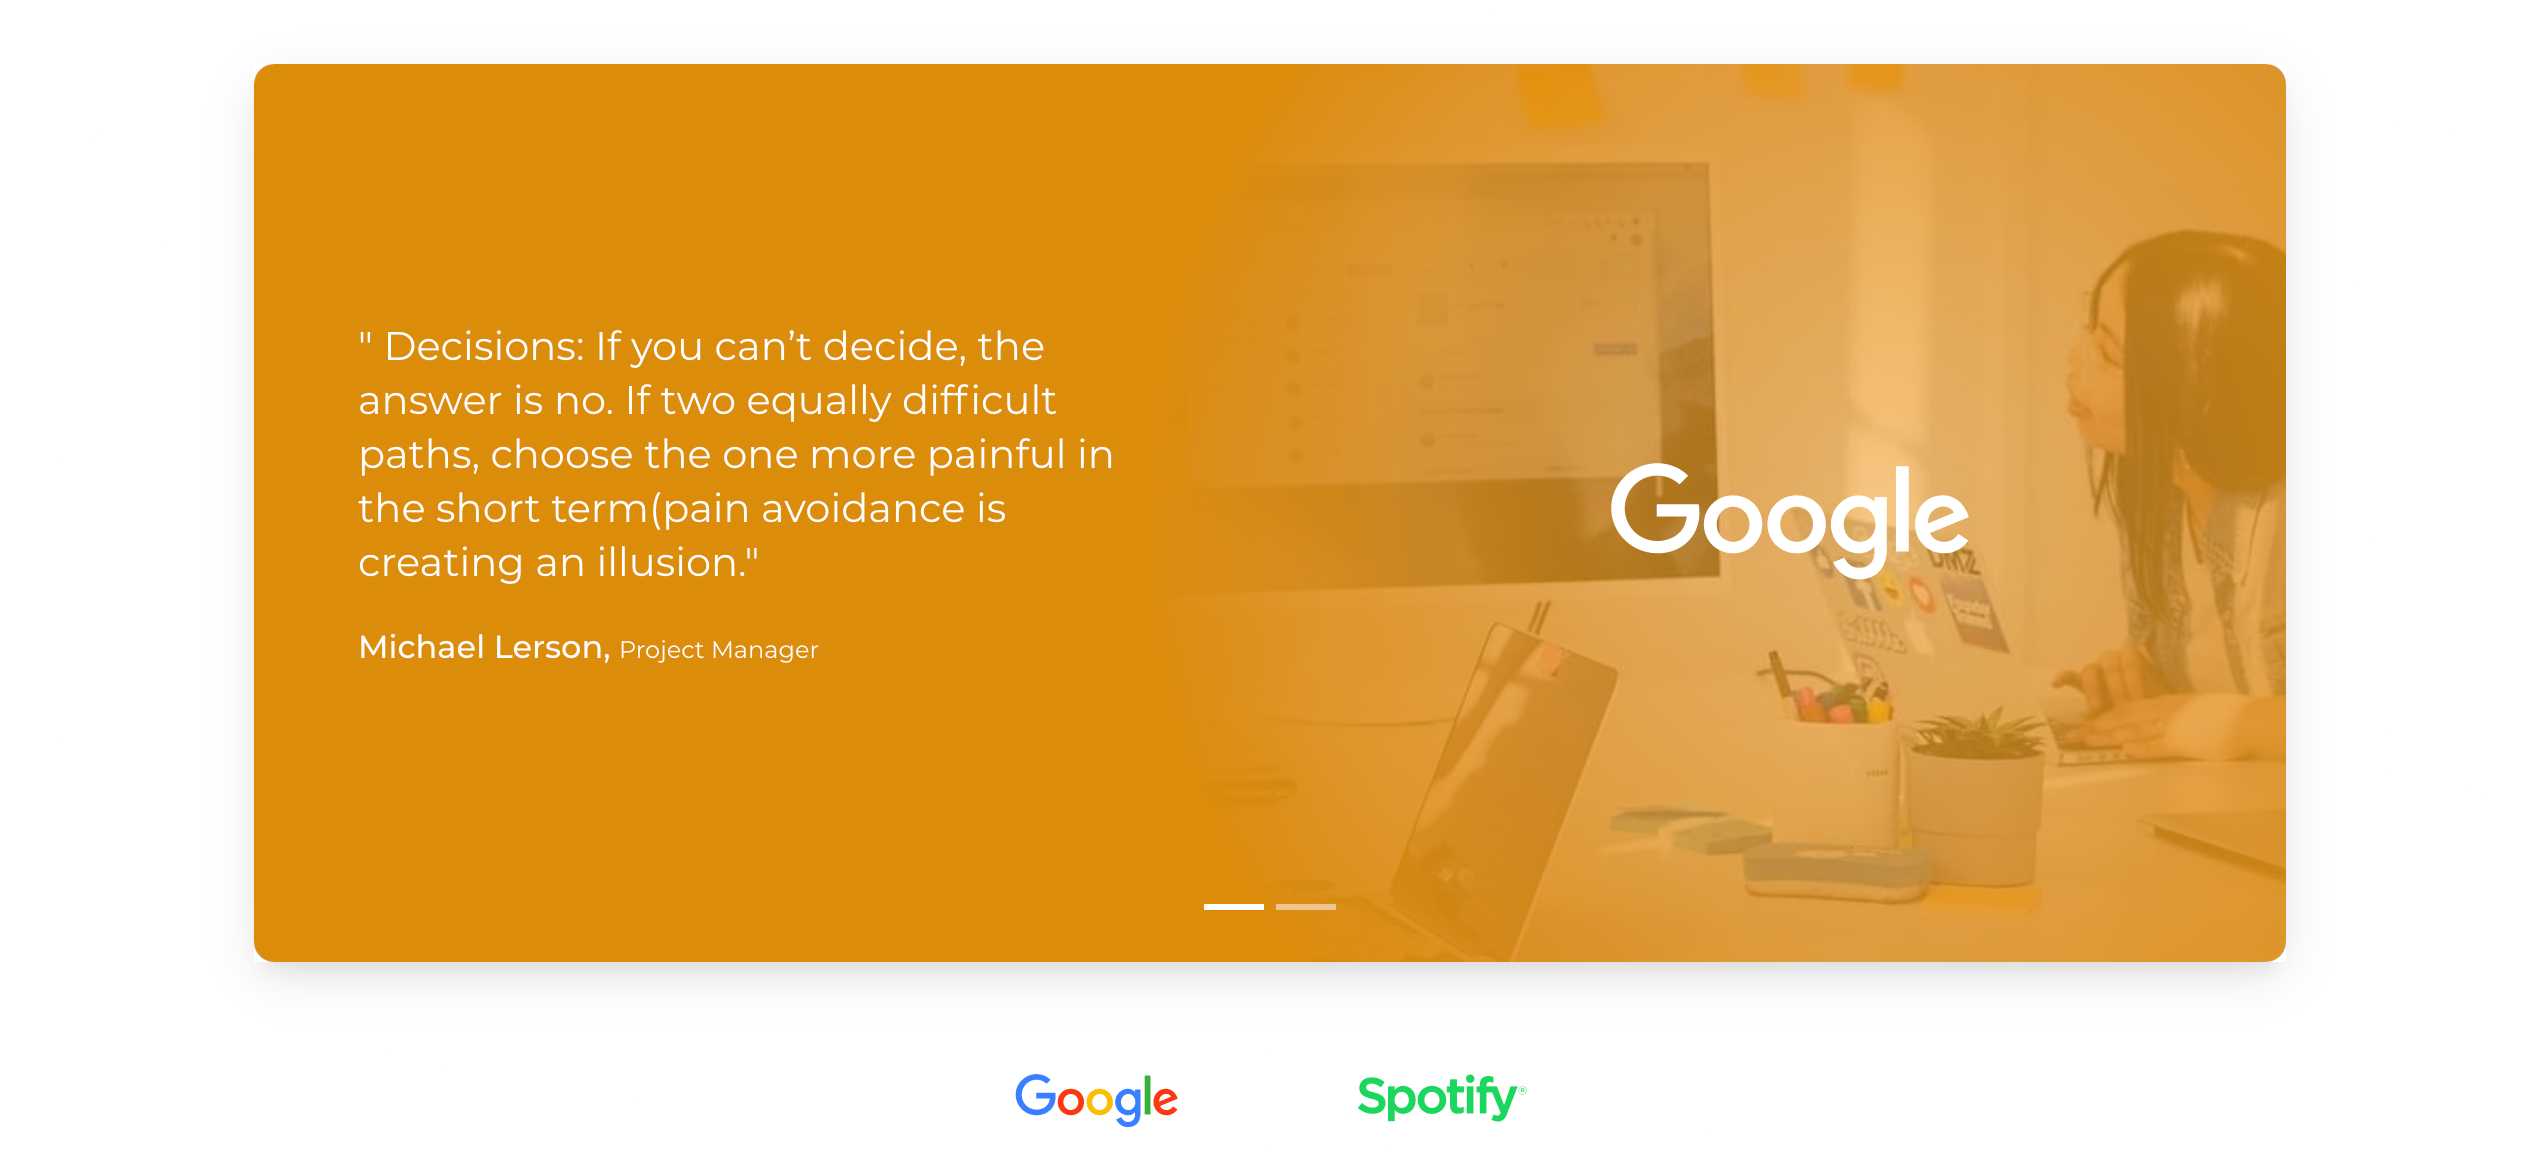 " Decisions: If you can’t decide, the
answer is no. If two equally difficult
paths, choose the one more painful in
the short term(pain avoidance is
creating an illusion."
Michael Lerson, Project Manager
Google
DMZ
Google
Spotify®